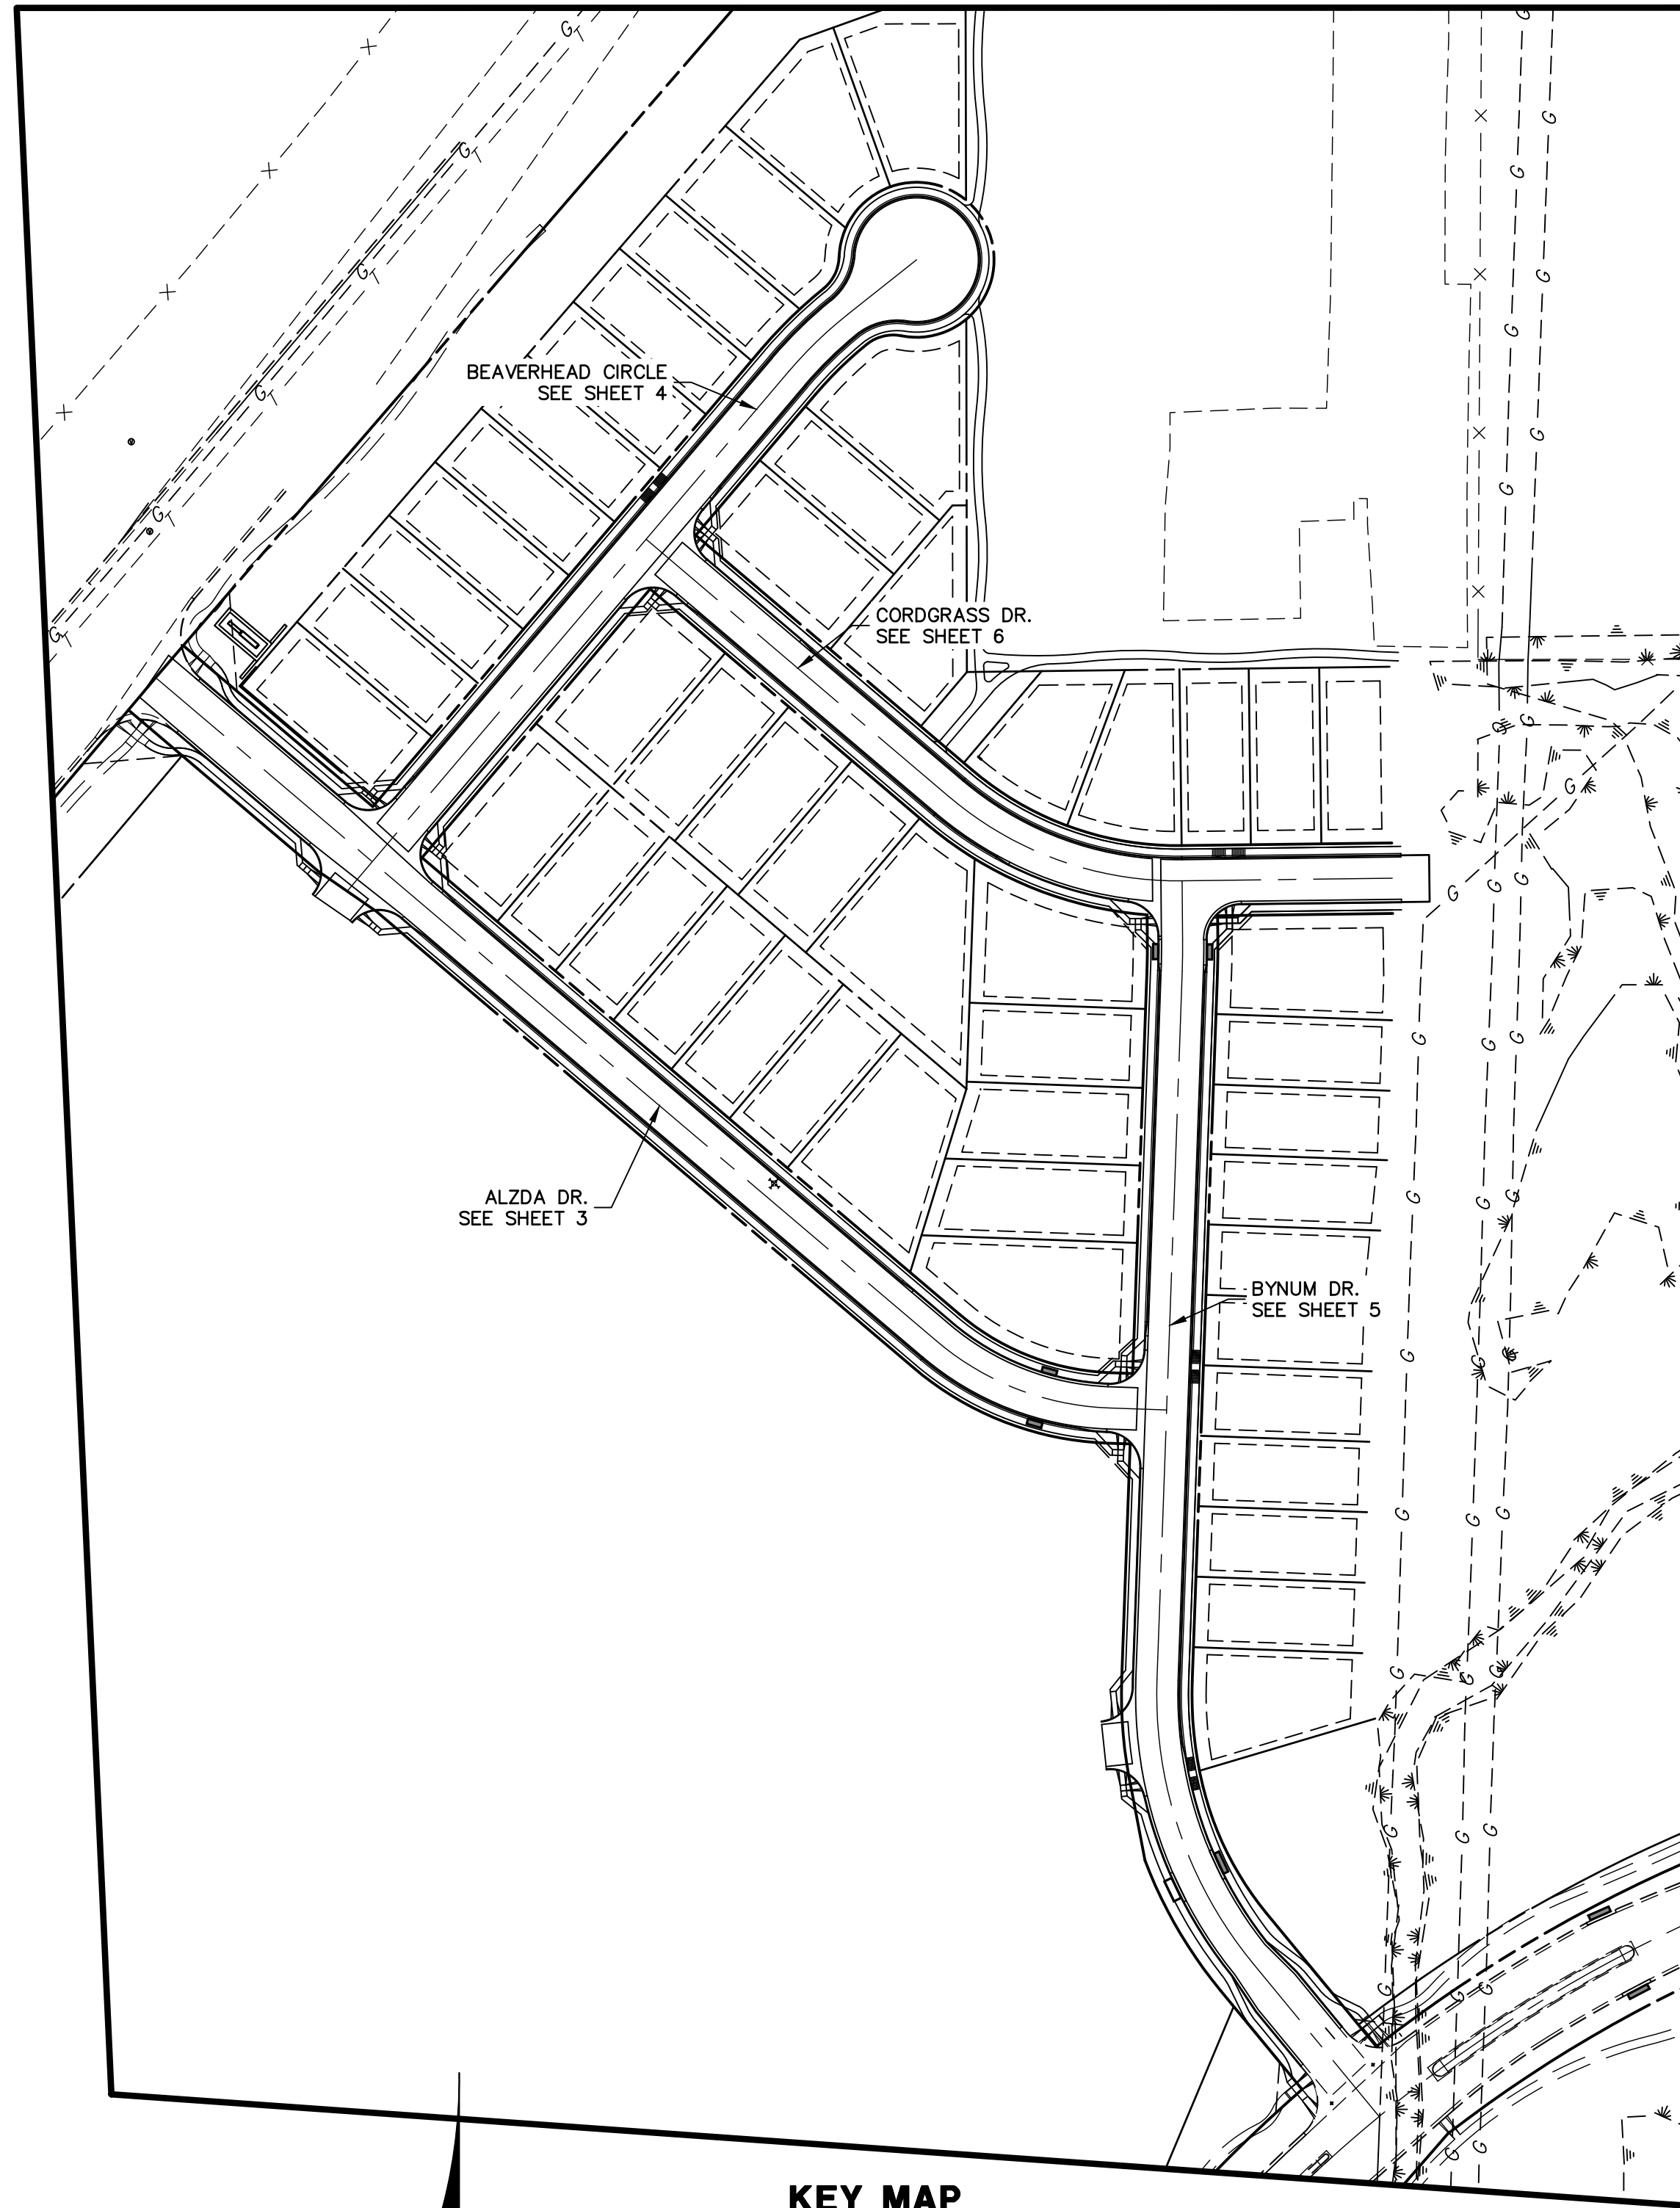 BEAVERHEAD CIRCLE
SEE SHEET 4
CORDGRASS DR.
SEE SHEET 6
ALZDA DR.
SEE SHEET 3
BYNUM DR.
SEE SHEET 5
KEY MAP